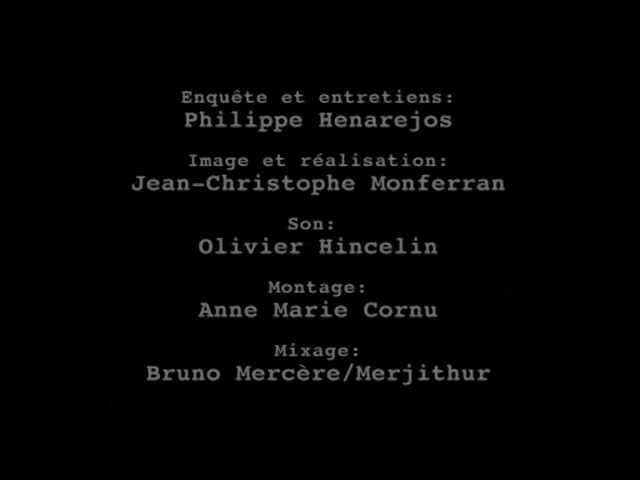 Enquête et entretiens:
Philippe Henarejos
Image et réalisation:
Jean-Christophe Monferran
Son:
Olivier Hincelin
Montage:
Anne Marie Cornu
Mixage:
Bruno Mercère/Merjithur